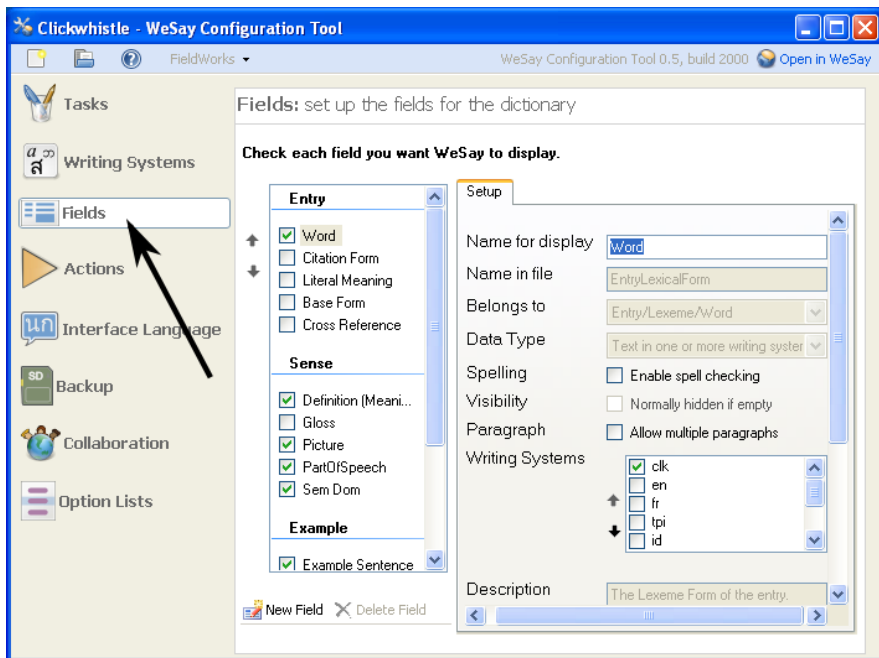 Clickwhistle - WeSay Configuration Tool
FieldWorks
WeSay Configuration Tool 0.5, build 2000
Open in WeSay
Tasks
Writing Systems
Fields
Actions
Interface Language
SD
Backup
Collaboration
Option Lists
Fields: set up the fields for the dictionary
Check each field you want WeSay to display.
Entry
Word
Citation Form
Literal Meaning
Base Form
Cross Reference
Sense
Definition (Meani...
Gloss
Picture
PartOfSpeech
Sem Dom
Example
Example Sentence
New Field
Delete Field
Setup
Name for display
Word
Name in file
EntryLexicalForm
Belongs to
Entry/Lexeme/Word
Data Type
Text in one or more writing syster
Spelling
Enable spell checking
Visibility
Normally hidden if empty
Paragraph
Allow multiple paragraphs
Writing Systems
clk
en
fr
tpi
id
Description
The Lexeme Form of the entry.